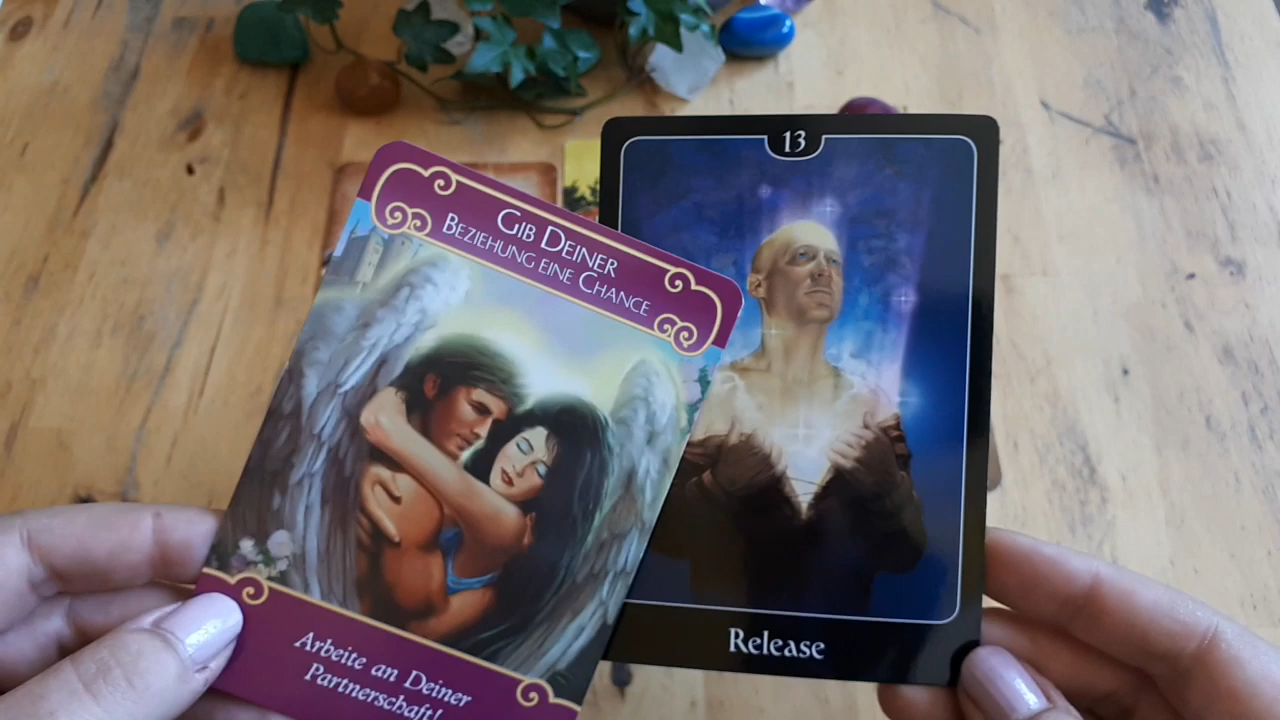 Gib Deiner
Beziehung eine Chance
Arbeite an Deiner
Partnerschaft!
13
Release